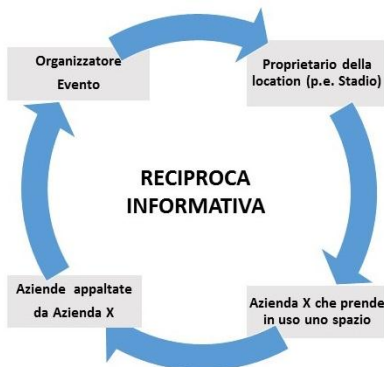 Organizzatore
Evento
Proprietario della
location (p.e. Stadio)
RECIPROCA
INFORMATIVA
Aziende appaltate
da Azienda X
Azienda X che prende
in uso uno spazio